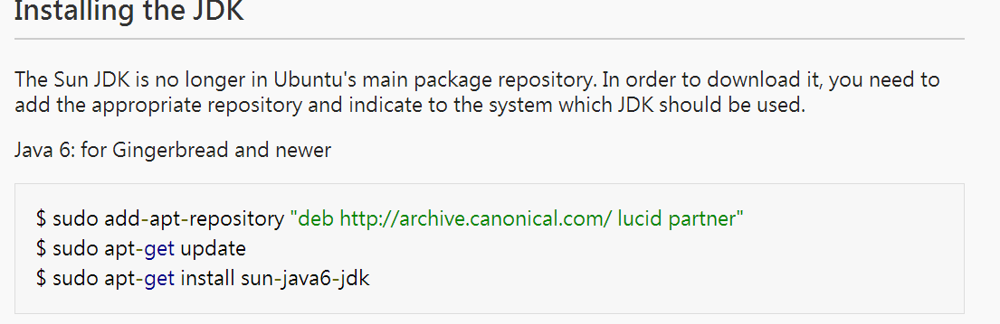 Installing the JDK
The Sun JDK is no longer in Ubuntu's main package repository. In order to download it, you need to
add the appropriate repository and indicate to the system which JDK should be used.
Java 6: for Gingerbread and newer
$ sudo add-apt-repository "deb http://archive.canonical.com/ lucid partner"
$ sudo apt-get update
$ sudo apt-get install sun-java6-jdk